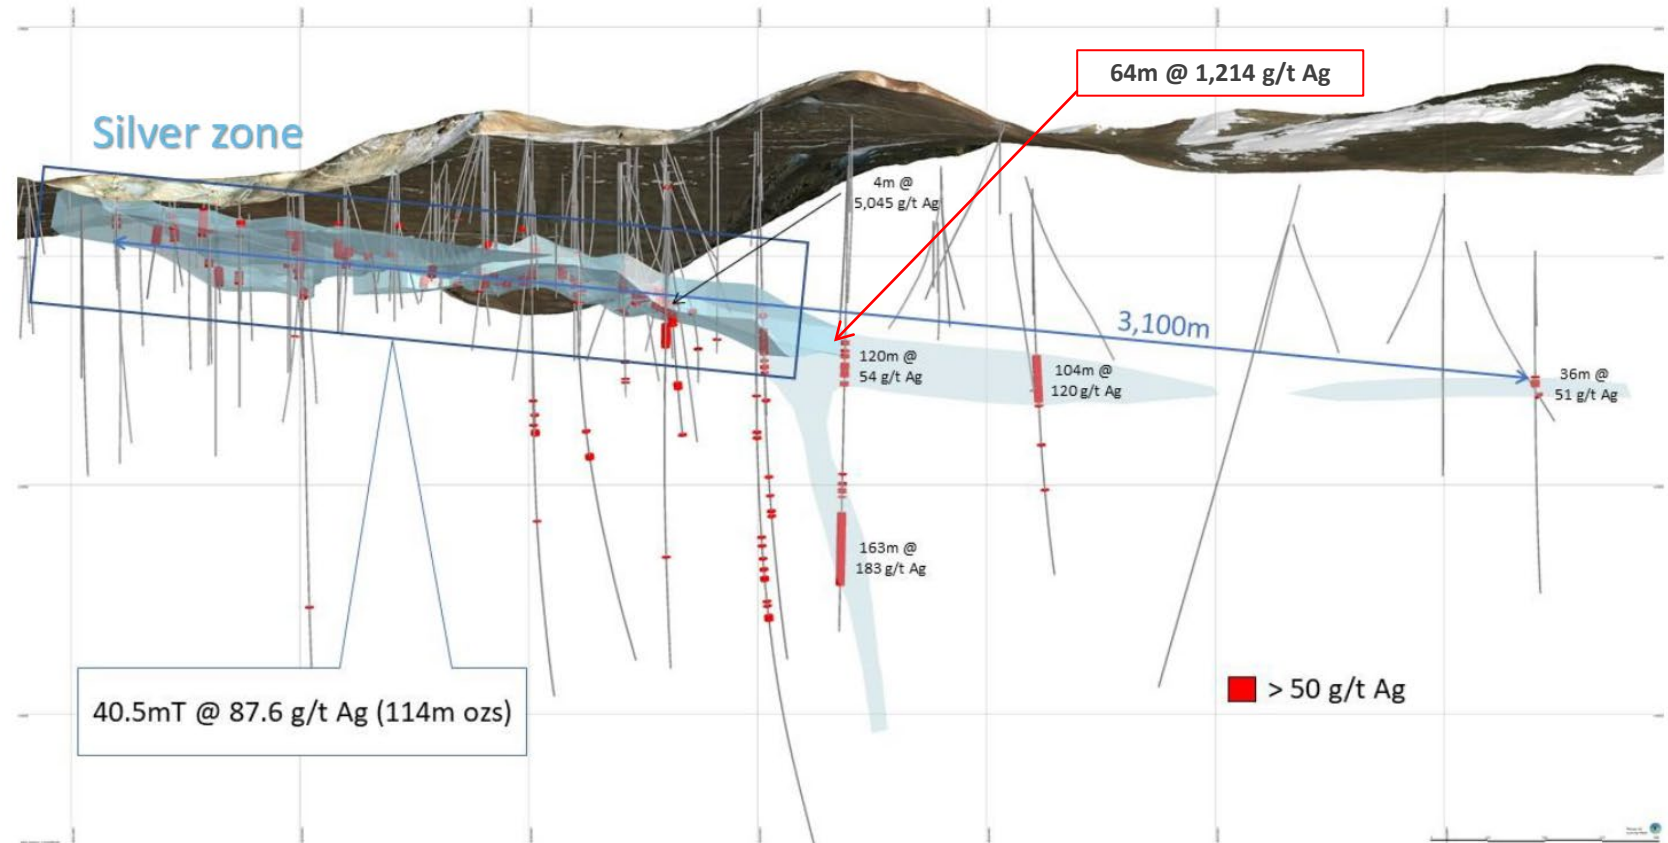 64m @ 1,214 g/t Ag
Silver zone
4m @
5,045 g/t Ag
3,100m
120m @
54 g/t Ag
104m @
120 g/t Ag
36m @
51 g/t Ag
163m @
183 g/t Ag
> 50 g/t Ag
40.5mT @ 87.6 g/t Ag (114m ozs)